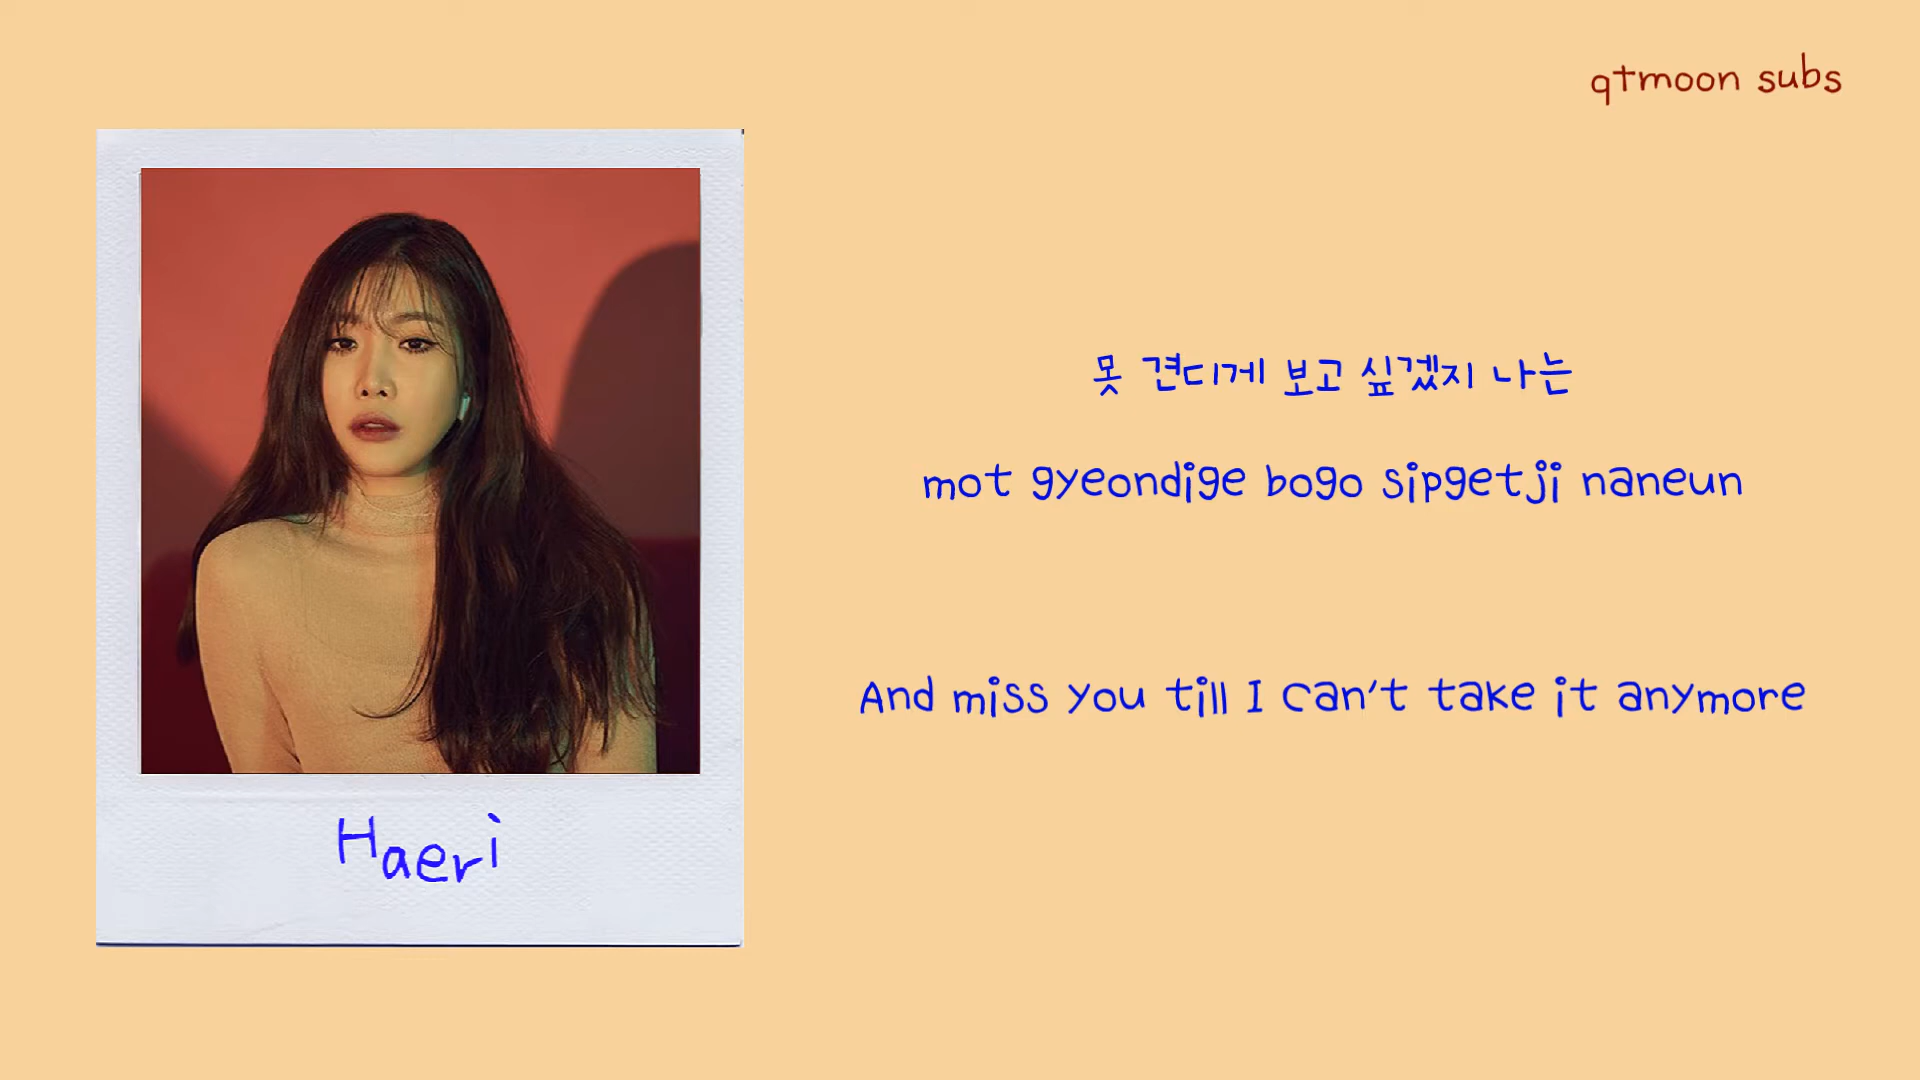 qtmoon subs
못 견디게 보고 싶겠지 나는
mot gyeondige bogo sipgetji naneun
And miss you till I can't take it anymore
Haeri